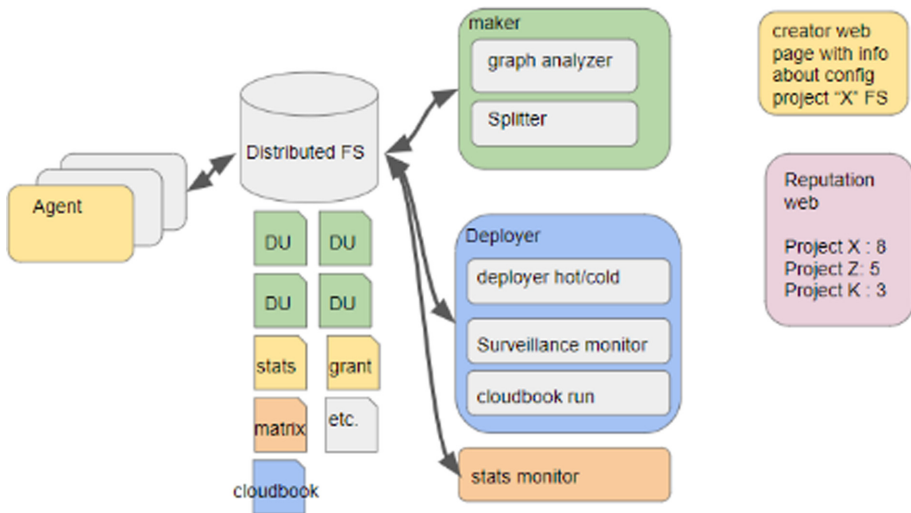 Agent
Distributed FS
DU
DU
DU
DU
stats
grant
matrix
etc.
cloudbook
maker
graph analyzer
Splitter
Deployer
deployer hot/cold
Surveillance monitor
cloudbook run
stats monitor
creator web
page with info
about config
project “X” FS
Reputation
web
Project X : 8
Project Z: 5
Project K : 3